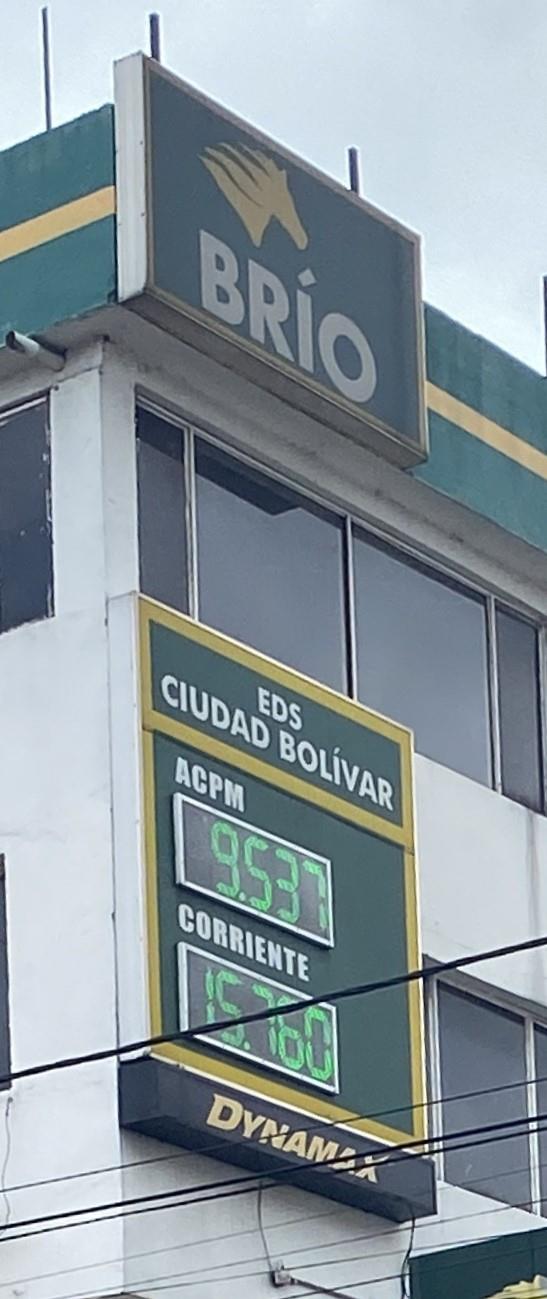 BRÍO
EDS
CIUDAD BOLÍVAR
ACPM
9.537
CORRIENTE
15.760
DYNAMAX